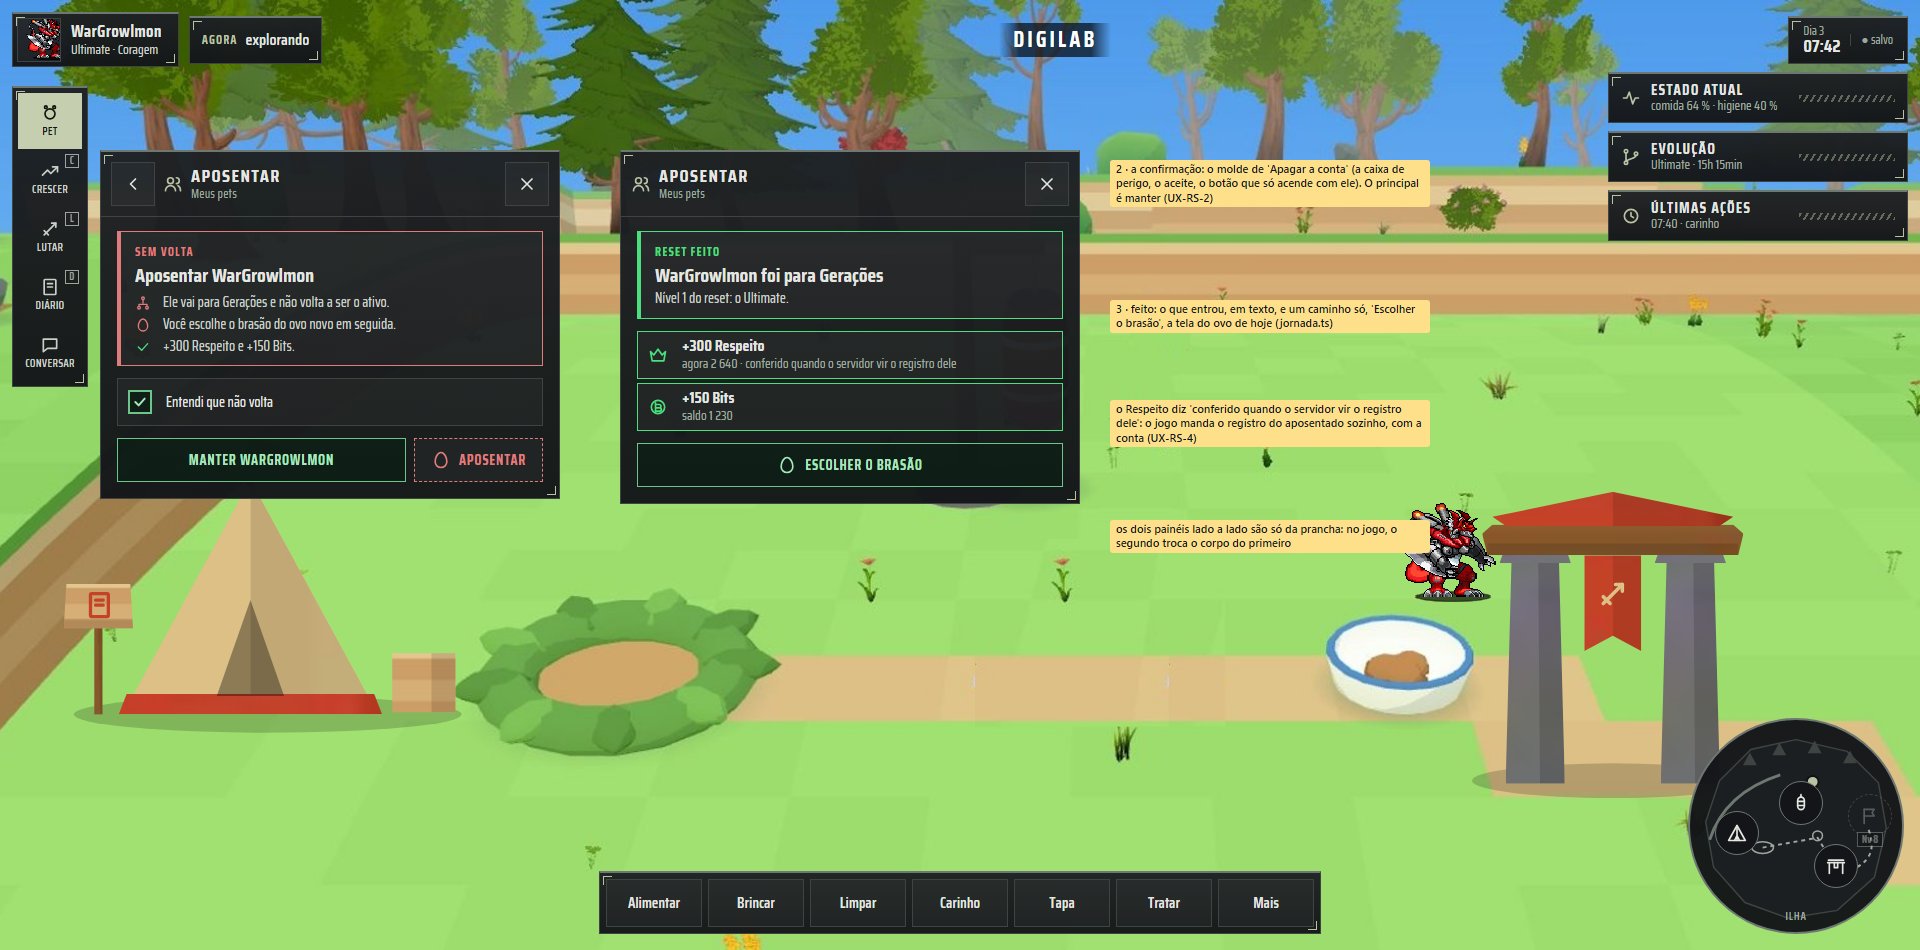 WarGrowlmon
Ultimate · Coragem
AGORA explorando
DIGILAB
Dia 3
07:42
salvo
PET
C
CRESCER
L
LUTAR
D
DIÁRIO
CONVERSAR
ESTADO ATUAL
comida 64 % · higiene 40 %
EVOLUÇÃO
Ultimate · 15h 15min
ÚLTIMAS AÇÕES
07:40 · carinho
APOSENTAR
Meus pets
SEM VOLTA
Aposentar WarGrowlmon
Ele vai para Gerações e não volta a ser o ativo.
Você escolhe o brasão do ovo novo em seguida.
+300 Respeito e +150 Bits.
Entendi que não volta
MANTER WARGROWLMON
APOSENTAR
APOSENTAR
Meus pets
RESET FEITO
WarGrowlmon foi para Gerações
Nível 1 do reset: o Ultimate.
+300 Respeito
agora 2 640 · conferido quando o servidor vir o registro dele
+150 Bits
saldo 1 230
ESCOLHER O BRASÃO
2 · a confirmação: o molde de 'Apagar a conta' (a caixa de
perigo, o aceite, o botão que só acende com ele). O principal
é manter (UX-RS-2)
3 · feito: o que entrou, em texto, e um caminho só, 'Escolher
o brasão', a tela do ovo de hoje (jornada.ts)
o Respeito diz 'conferido quando o servidor vir o registro
dele': o jogo manda o registro do aposentado sozinho, com a
conta (UX-RS-4)
os dois painéis lado a lado são só da prancha: no jogo, o
segundo troca o corpo do primeiro
ILHA
Alimentar
Brincar
Limpar
Carinho
Tapa
Tratar
Mais